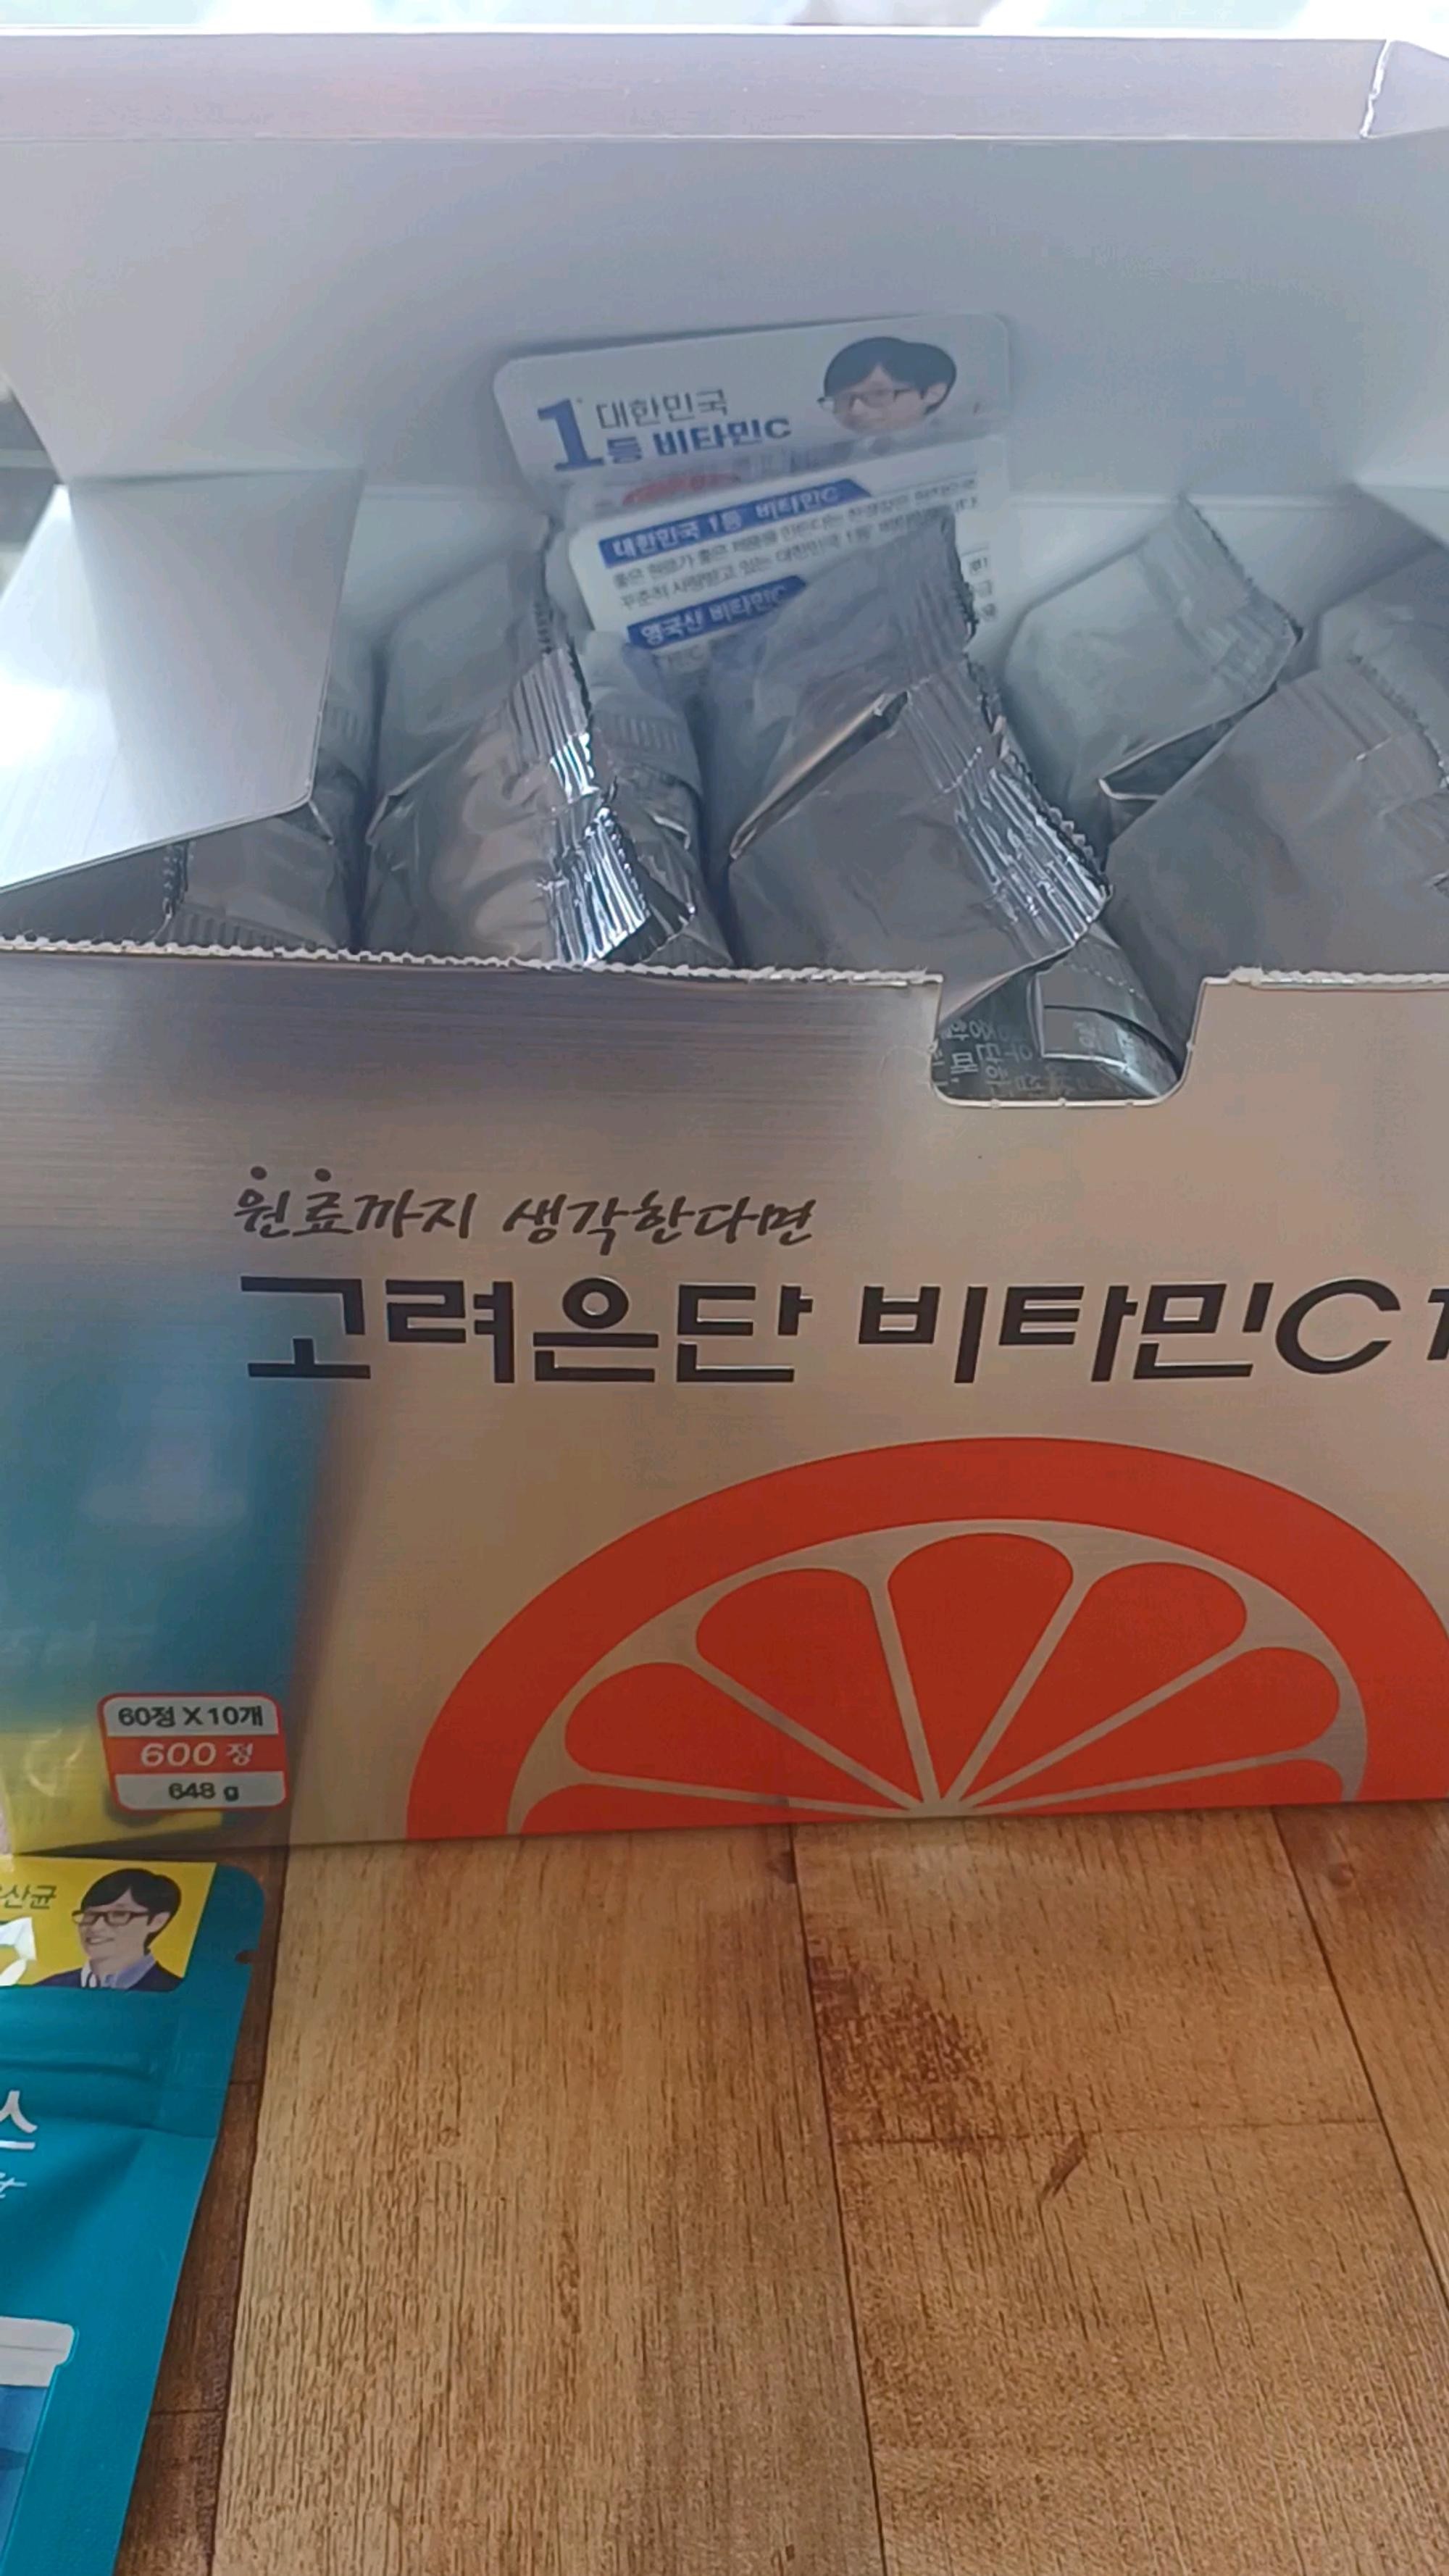 1 대한민국
등 비타민C
대한민국 1등 비타민C
영국산 비타민C
원료까지 생각한다면
고려은단 비타민C 1
60정 X 10개
600 정
648 g
산균
스